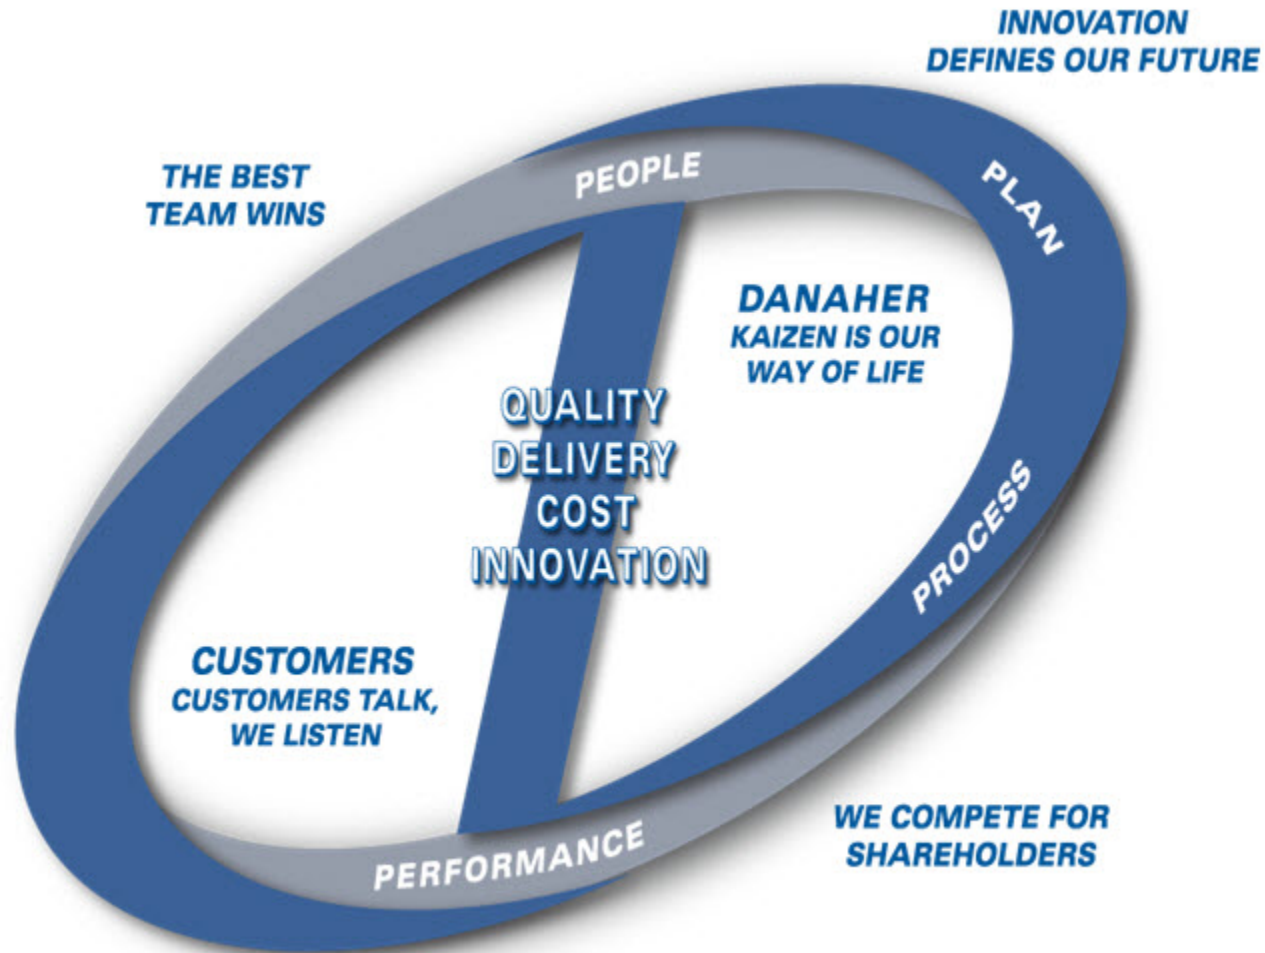 INNOVATION
DEFINES OUR FUTURE
THE BEST
TEAM WINS
PEOPLE
PLAN
DANAHER
KAIZEN IS OUR
WAY OF LIFE
QUALITY
DELIVERY
COST
INNOVATION
PROCESS
CUSTOMERS
CUSTOMERS TALK,
WE LISTEN
WE COMPETE FOR
SHAREHOLDERS
PERFORMANCE